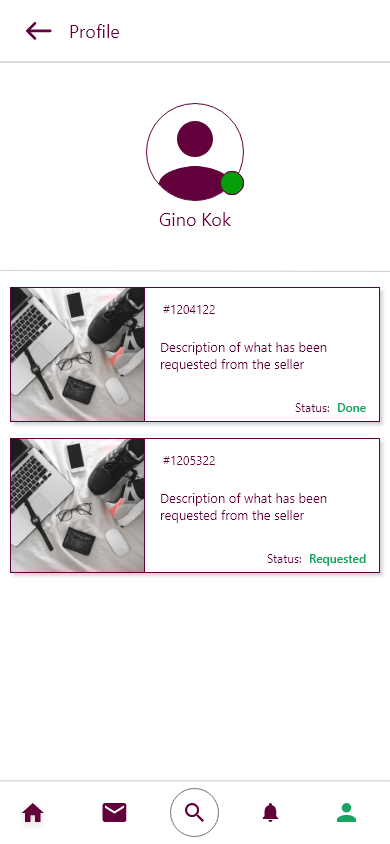 Profile
Gino Kok
#1204122
Description of what has been
requested from the seller
Status: Done
#1205322
Description of what has been
requested from the seller
Status: Requested